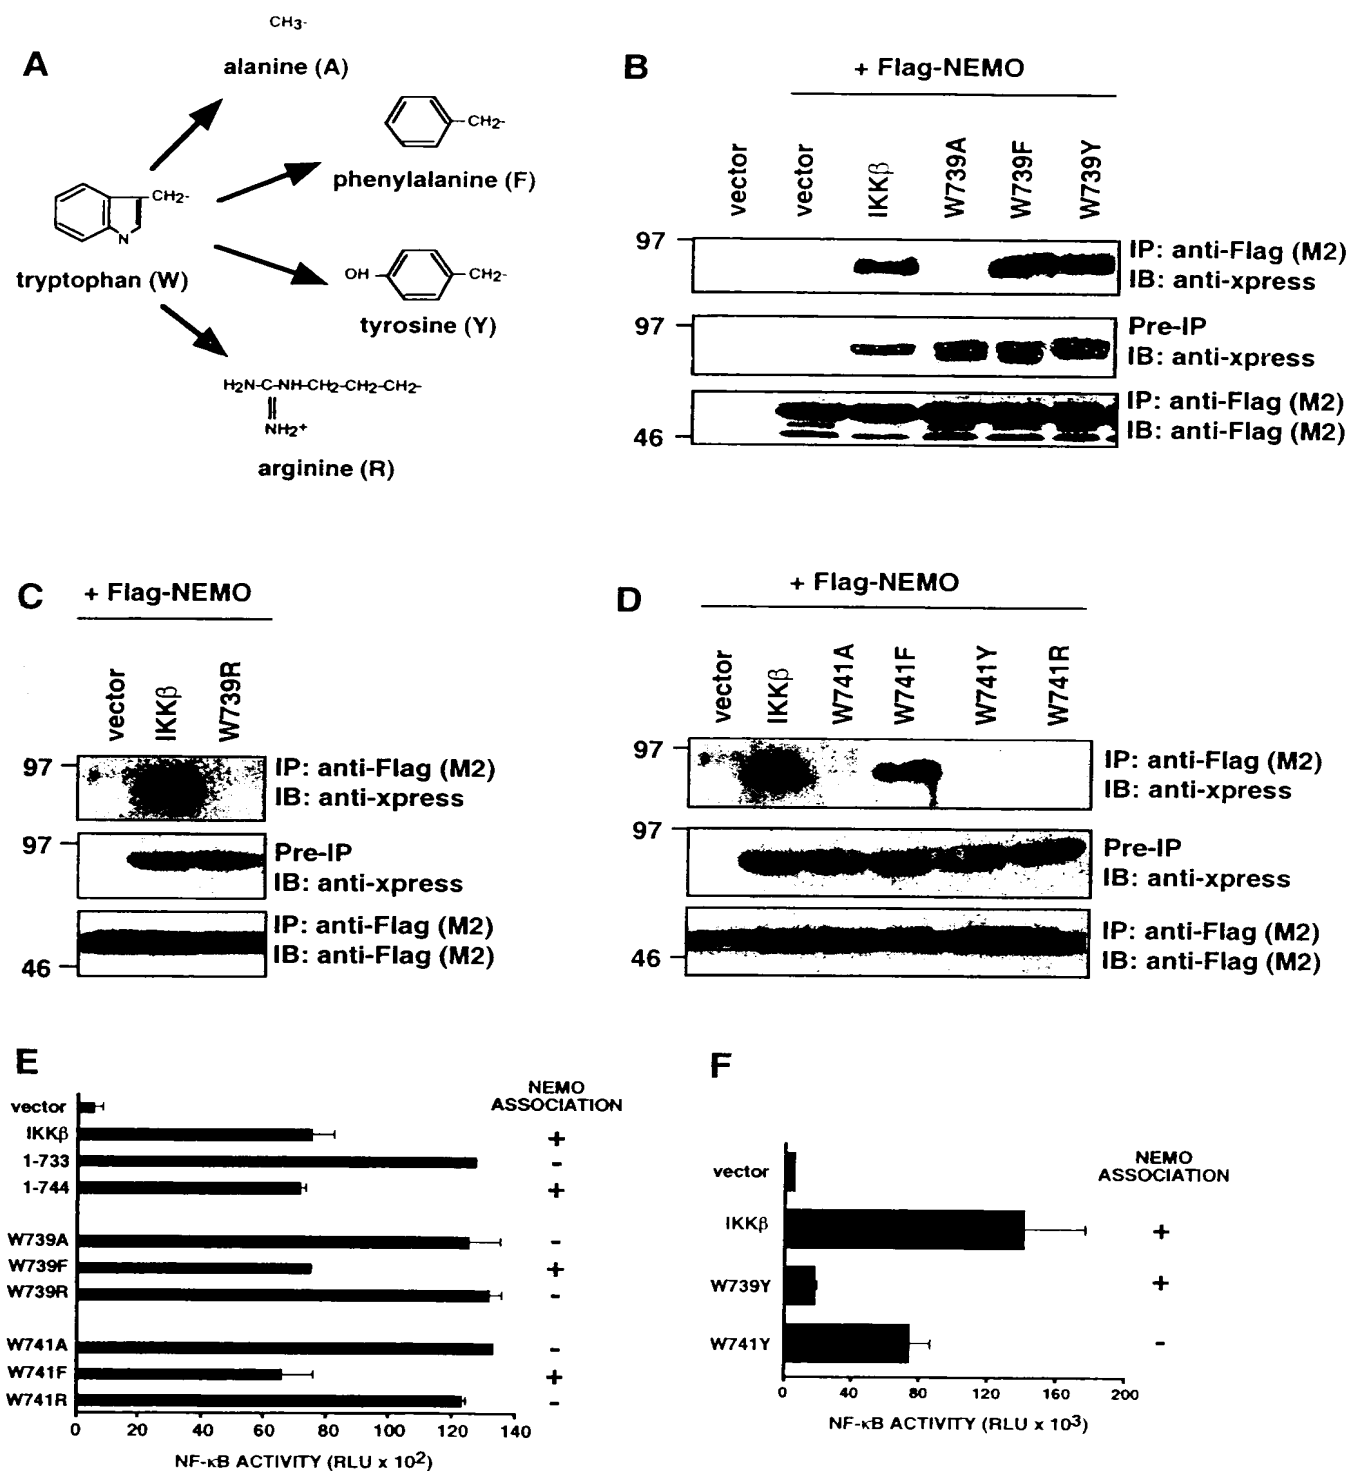 A
CH3-
alanine (A)
CH2-
phenylalanine (F)
CH2-
N
tryptophan (W)
OH
CH2-
tyrosine (Y)
H2N-C-NH-CH2-CH2-CH2-
NH2+
arginine (R)
B
+ Flag-NEMO
vector
vector
IKKβ
W739A
W739F
W739Y
97
IP: anti-Flag (M2)
IB: anti-xpress
97
Pre-IP
IB: anti-xpress
IP: anti-Flag (M2)
46
IB: anti-Flag (M2)
C
+ Flag-NEMO
vector
IKKβ
W739R
97
IP: anti-Flag (M2)
IB: anti-xpress
97
Pre-IP
IB: anti-xpress
IP: anti-Flag (M2)
IB: anti-Flag (M2)
46
D
+ Flag-NEMO
vector
IKKβ
W741A
W741F
W741Y
W741R
97
IP: anti-Flag (M2)
IB: anti-xpress
97
Pre-IP
IB: anti-xpress
IP: anti-Flag (M2)
46
IB: anti-Flag (M2)
E
NEMO
ASSOCIATION
vector
IKKβ +
1-733 -
1-744 +
W739A -
W739F +
W739R -
W741A -
W741F +
W741R -
0 20 40 60 80 100 120 140
NF-κB ACTIVITY (RLU x 10²)
F
NEMO
ASSOCIATION
vector
IKKβ +
W739Y +
W741Y -
0 40 80 120 160 200
NF-κB ACTIVITY (RLU x 10³)